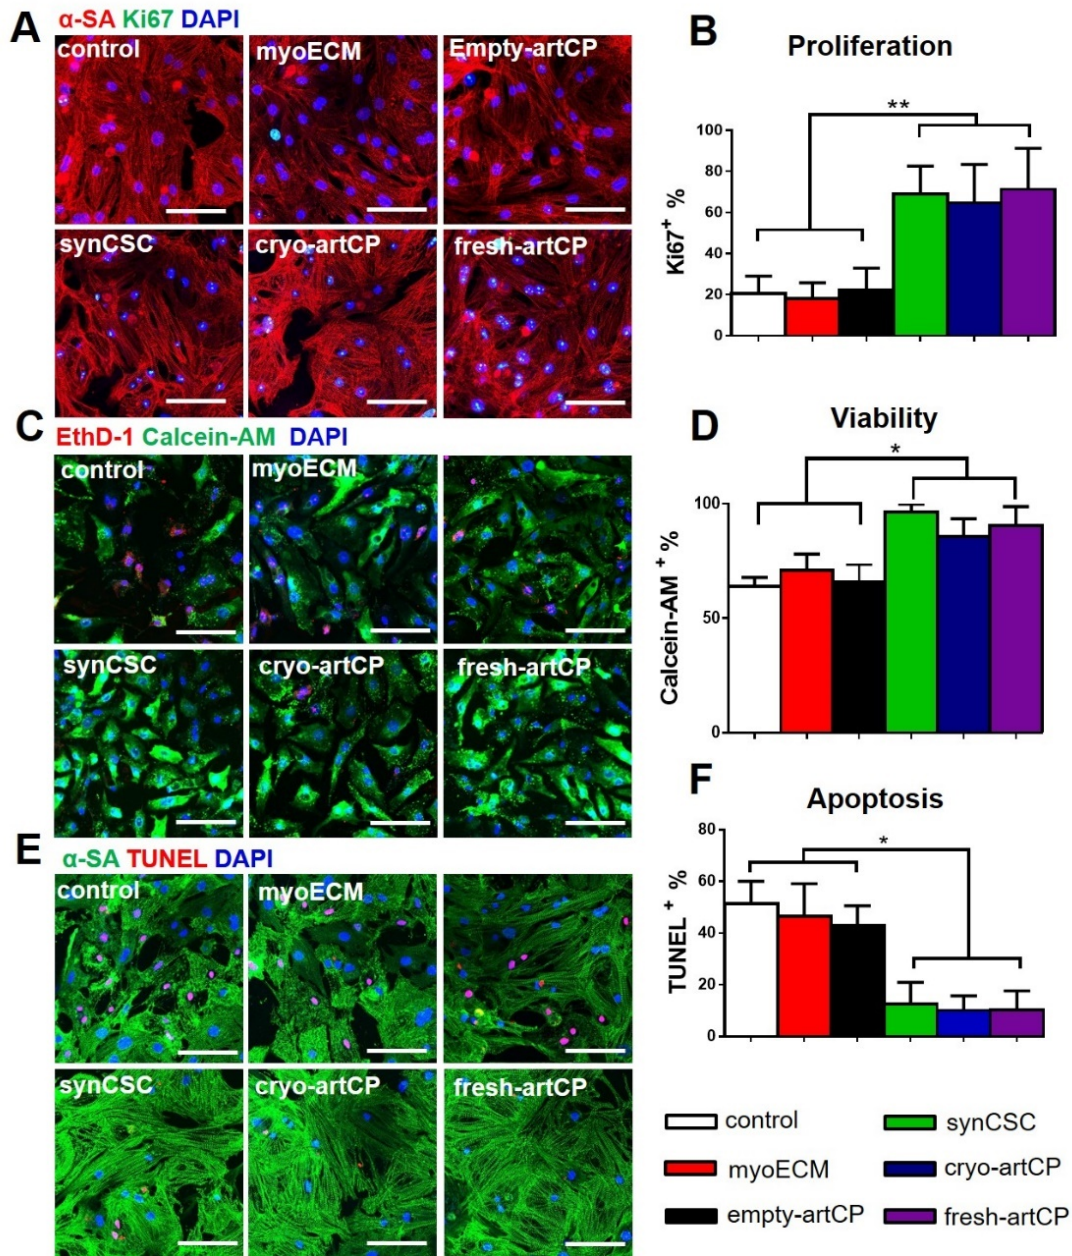 A
α-SA Ki67 DAPI
control
myoECM
Empty-artCP
synCSC
cryo-artCP
fresh-artCP
B
Proliferation
**
Ki67+ %
100
80
60
40
20
0
C
EthD-1 Calcein-AM DAPI
control
myoECM
synCSC
cryo-artCP
fresh-artCP
D
Viability
*
Calcein-AM + %
100
50
0
E
α-SA TUNEL DAPI
control
myoECM
synCSC
cryo-artCP
fresh-artCP
F
Apoptosis
*
TUNEL + %
80
60
40
20
0
control
myoECM
empty-artCP
synCSC
cryo-artCP
fresh-artCP